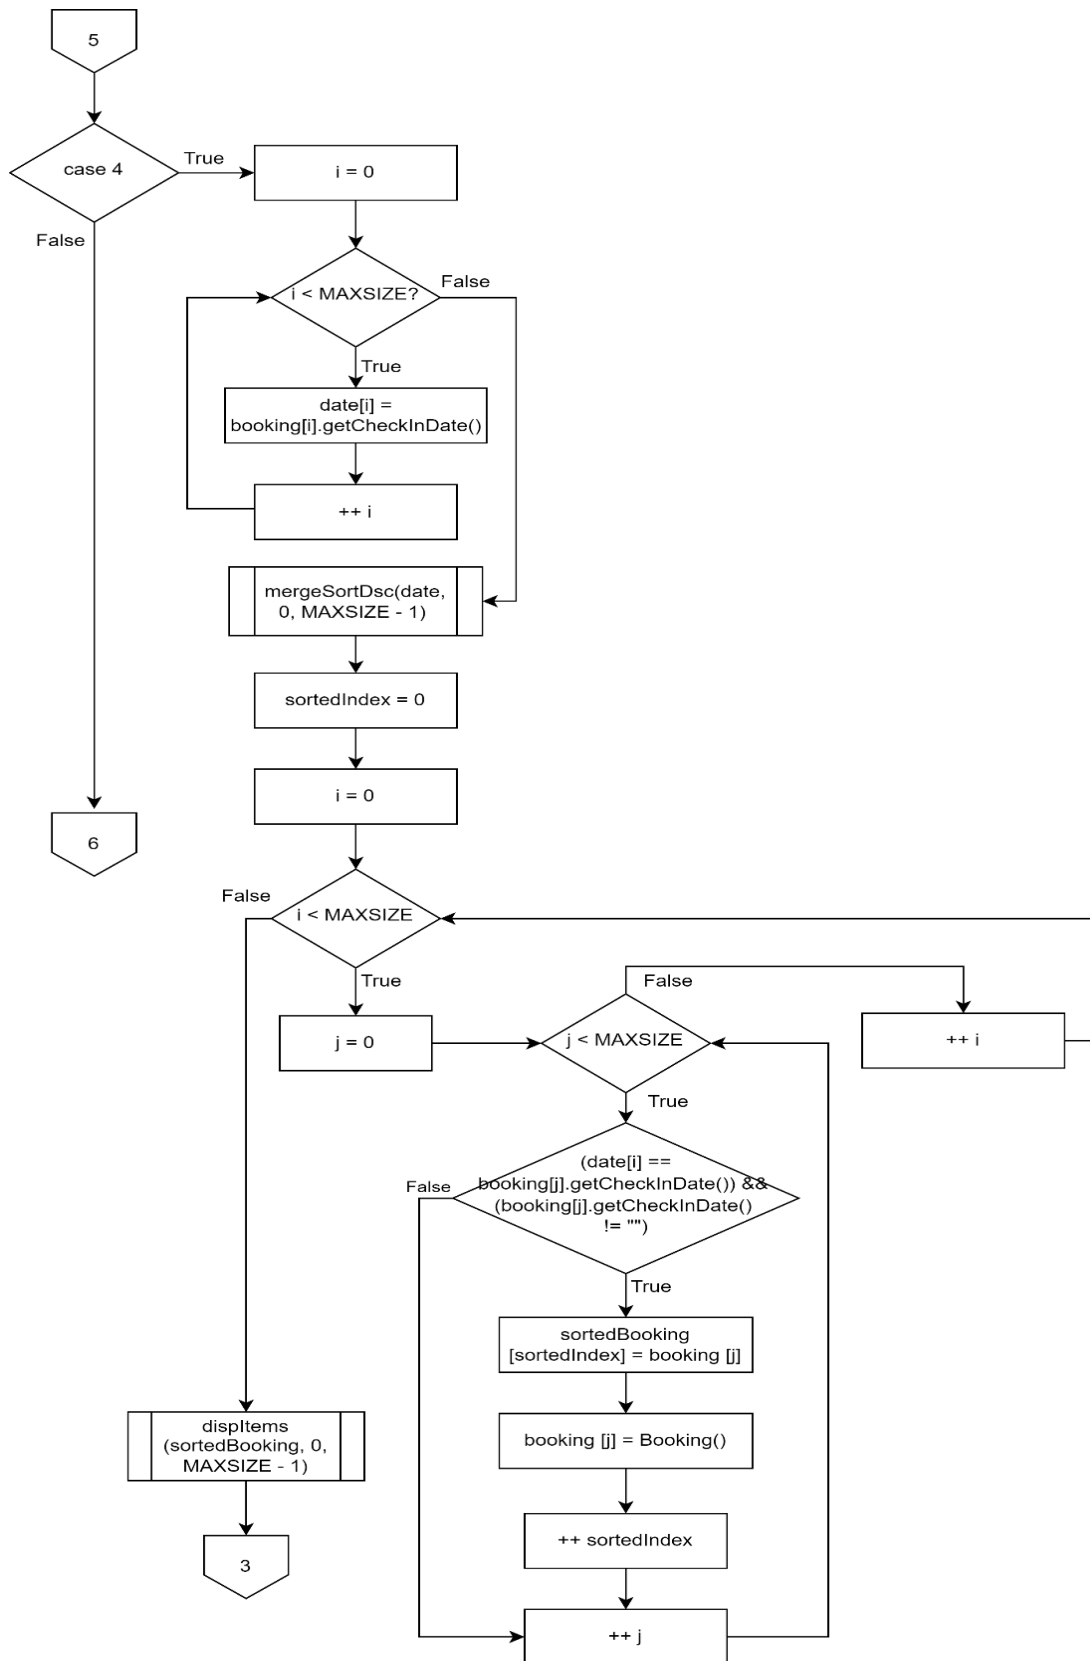 5
case 4
True
i = 0
False
i < MAXSIZE?
False
True
date[i] =
booking[i].getCheckInDate()
++ i
mergeSortDsc(date,
0, MAXSIZE - 1)
sortedIndex = 0
i = 0
6
False
i < MAXSIZE
True
False
j = 0
j < MAXSIZE
++ i
True
(date[i] ==
booking[j].getCheckInDate()) &&
(booking[j].getCheckInDate()
!= "")
False
True
sortedBooking
[sortedIndex] = booking [j]
dispItems
(sortedBooking, 0,
MAXSIZE - 1)
booking [j] = Booking()
++ sortedIndex
3
++ j